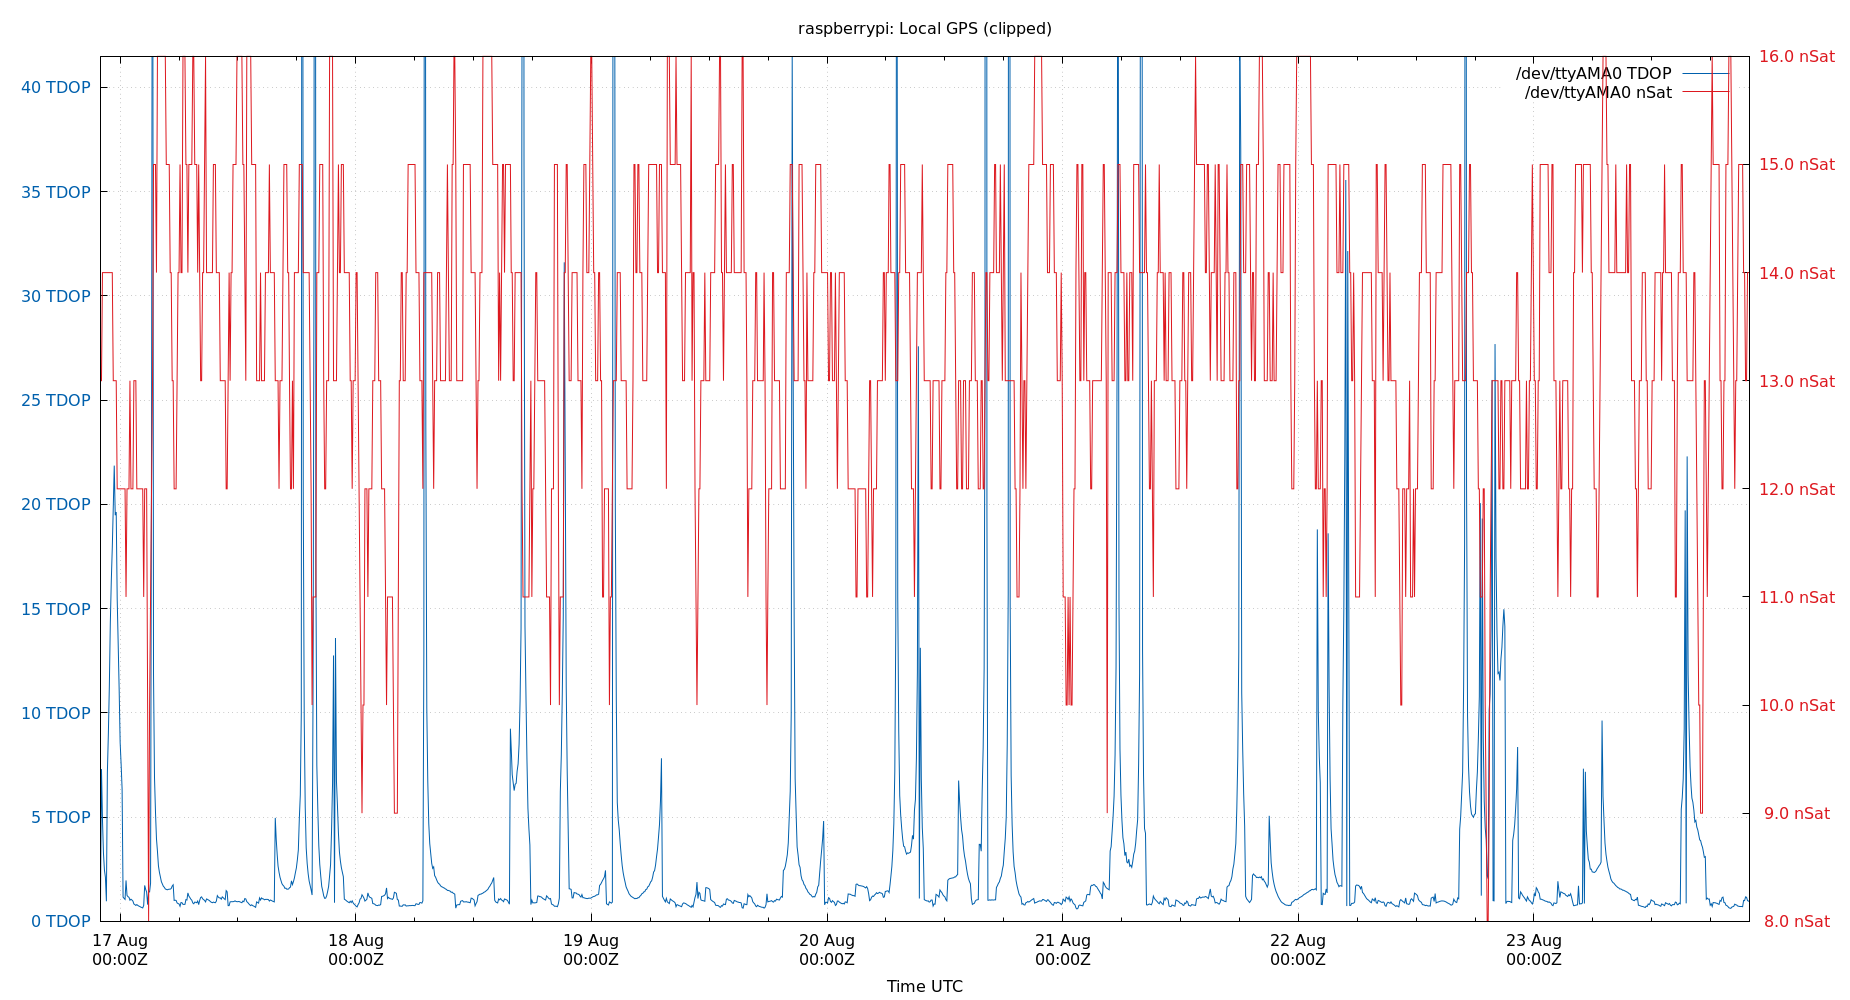 raspberrypi: Local GPS (clipped)
/dev/ttyAMA0 TDOP
/dev/ttyAMA0 nSat
40 TDOP
35 TDOP
30 TDOP
25 TDOP
20 TDOP
15 TDOP
10 TDOP
5 TDOP
0 TDOP
16.0 nSat
15.0 nSat
14.0 nSat
13.0 nSat
12.0 nSat
11.0 nSat
10.0 nSat
9.0 nSat
8.0 nSat
17 Aug
00:00Z
18 Aug
00:00Z
19 Aug
00:00Z
20 Aug
00:00Z
21 Aug
00:00Z
22 Aug
00:00Z
23 Aug
00:00Z
Time UTC